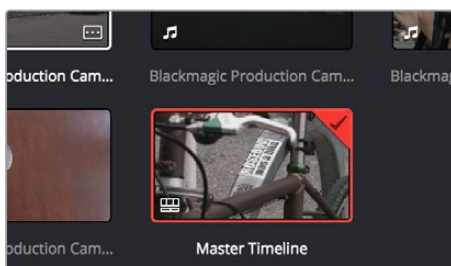 oduction Cam...
Blackmagic Production Cam...
Blackmag
oduction Cam...
Master Timeline